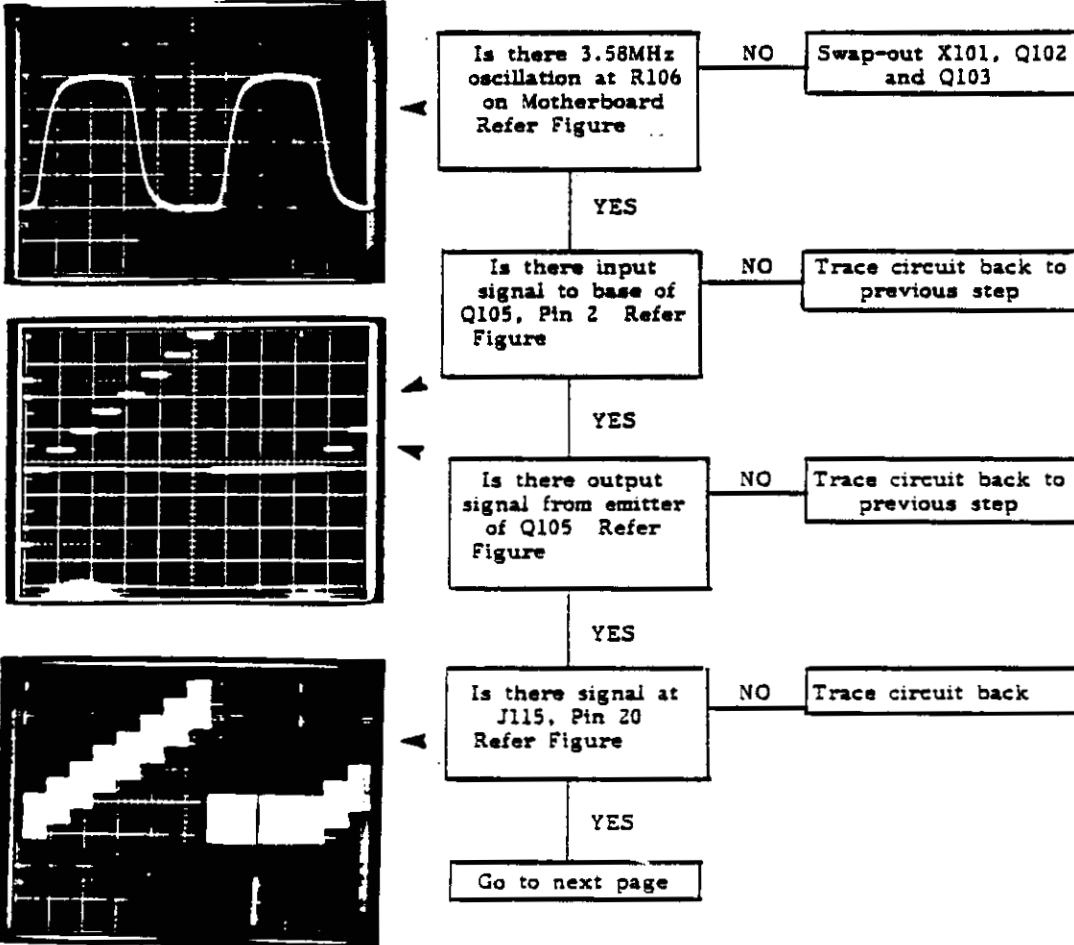 Is there 3.58MHz
oscillation at R106
on Motherboard
Refer Figure
NO
Swap-out X101, Q102
and Q103
YES
Is there input
signal to base of
Q105, Pin 2 Refer
Figure
NO
Trace circuit back to
previous step
YES
Is there output
signal from emitter
of Q105 Refer
Figure
NO
Trace circuit back to
previous step
YES
Is there signal at
J115, Pin 20
Refer Figure
NO
Trace circuit back
YES
Go to next page